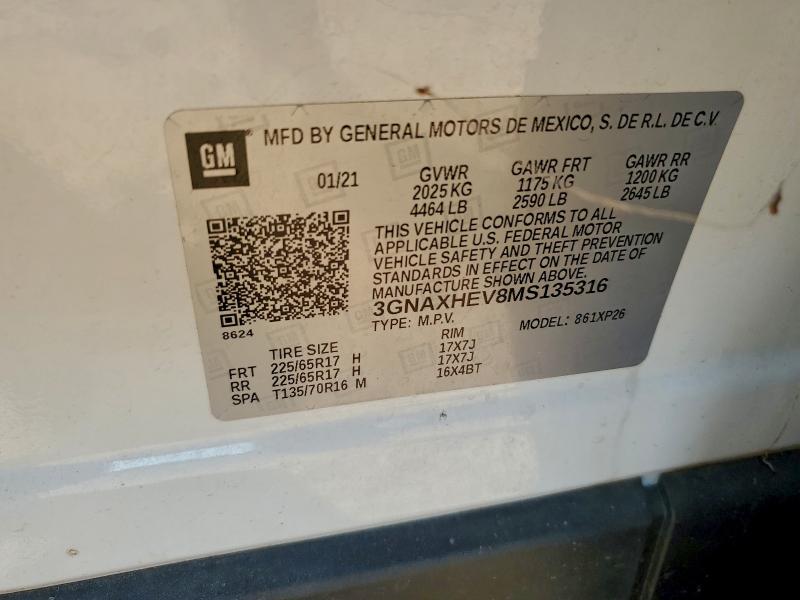 GM
MFD BY GENERAL MOTORS DE MEXICO, S. DE R.L. DE C.V.
01/21 GVWR GAWR FRT GAWR RR
2025 KG 1175 KG 1200 KG
4464 LB 2590 LB 2645 LB
THIS VEHICLE CONFORMS TO ALL
APPLICABLE U.S. FEDERAL MOTOR
VEHICLE SAFETY AND THEFT PREVENTION
STANDARDS IN EFFECT ON THE DATE OF
MANUFACTURE SHOWN ABOVE.
3GNAXHEV8MS135316
8624
TYPE: M.P.V. MODEL: 861XP26
TIRE SIZE RIM
FRT 225/65R17 H 17X7J
RR 225/65R17 H 17X7J
SPA T135/70R16 M 16X4BT